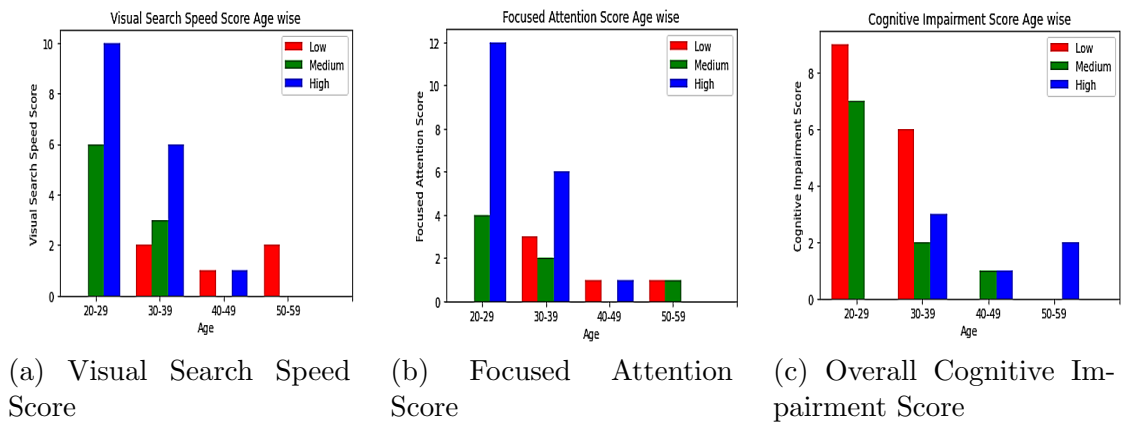 Visual Search Speed Score Age wise
10
8
6
4
2
0
Visual Search Speed Score
Low
Medium
High
20-29 30-39 40-49 50-59
Age
(a) Visual Search Speed
Score
Focused Attention Score Age wise
12
10
8
6
4
2
0
Focused Attention Score
Low
Medium
High
20-29 30-39 40-49 50-59
Age
(b) Focused Attention
Score
Cognitive Impairment Score Age wise
8
6
4
2
0
Cognitive Impairment Score
Low
Medium
High
20-29 30-39 40-49 50-59
Age
(c) Overall Cognitive Im-
pairment Score